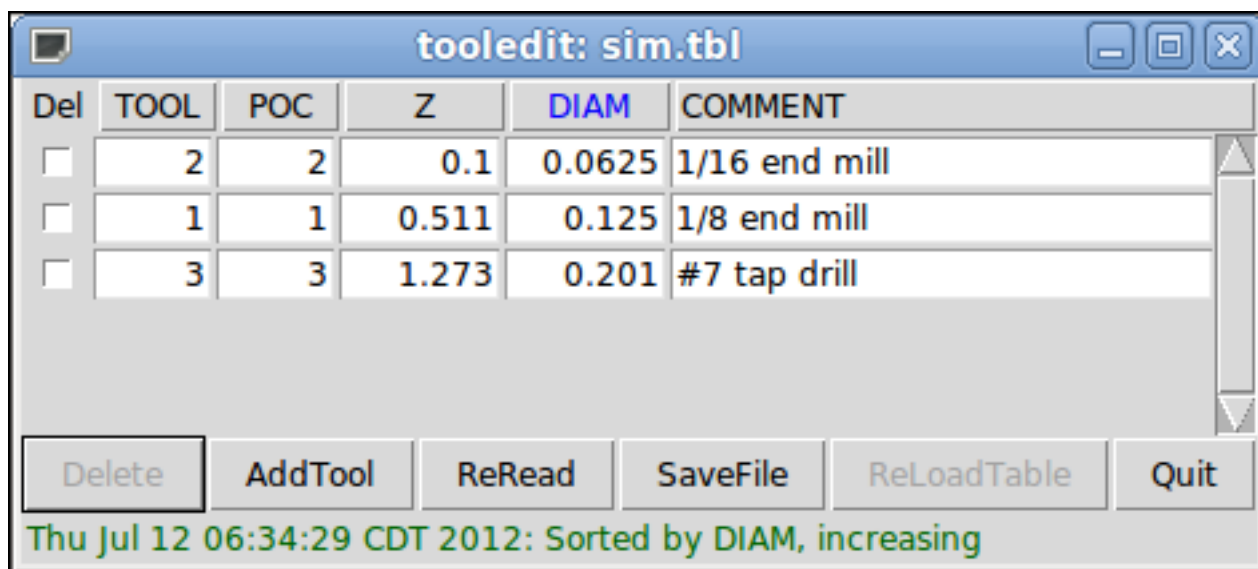 tooledit: sim.tbl
Del TOOL POC Z DIAM COMMENT
2 2 0.1 0.0625 1/16 end mill
1 1 0.511 0.125 1/8 end mill
3 3 1.273 0.201 #7 tap drill
Delete AddTool ReRead SaveFile ReLoadTable Quit
Thu Jul 12 06:34:29 CDT 2012: Sorted by DIAM, increasing